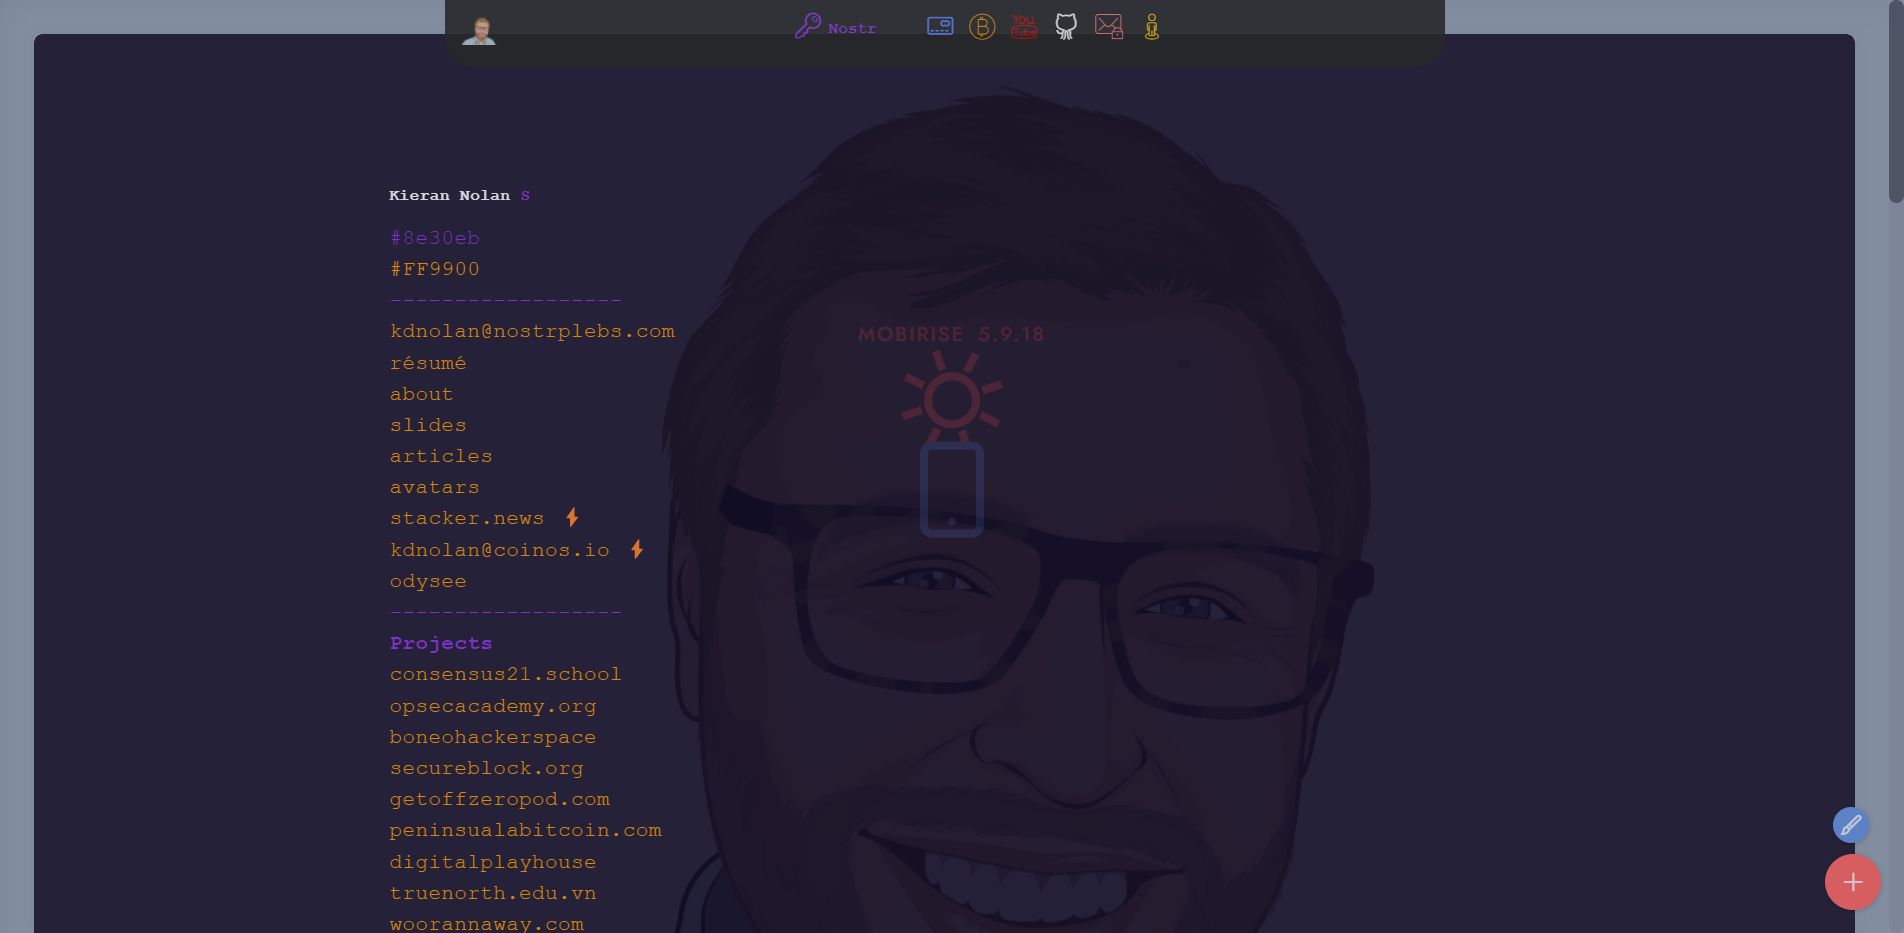 Nostr
You
Tube
Kieran Nolan S
#8e30eb
#FF9900
------------------
kdnolan@nostrplebs.com
résumé
about
slides
articles
avatars
stacker.news
kdnolan@coinos.io
odysee
------------------
Projects
consensus21.school
opsecacademy.org
boneohackerspace
secureblock.org
getoffzeropod.com
peninsualabitcoin.com
digitalplayhouse
truenorth.edu.vn
woorannaway.com
MOBIRISE 5.9.18